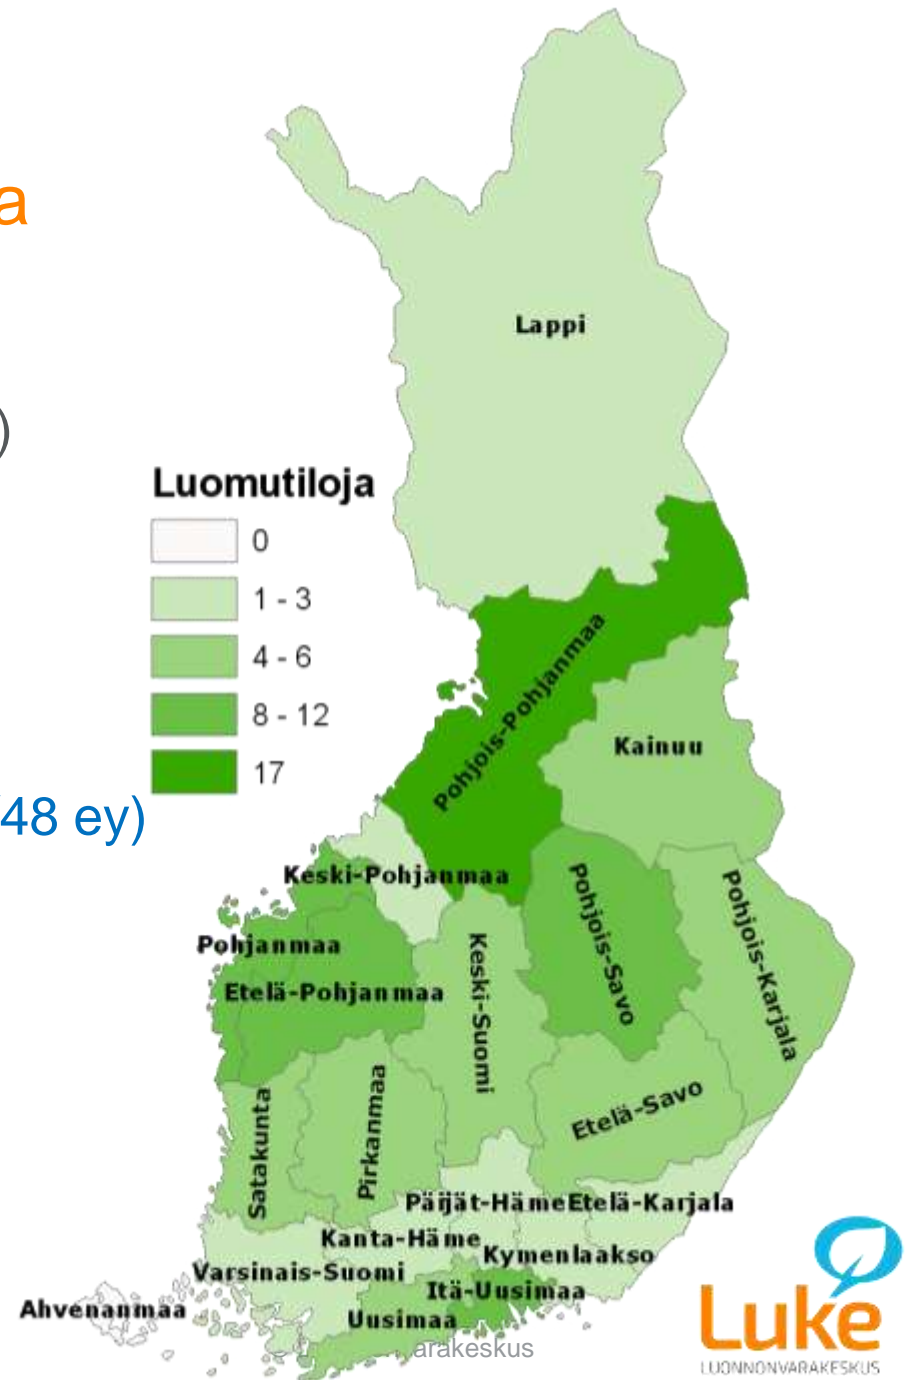 a
)
Lappi
Luomutiloja
0
1 - 3
4 - 6
8 - 12
17
48 ey)
Pohjois-Pohjanmaa
Kainuu
Keski-Pohjanmaa
Pohjanmaa
Etelä-Pohjanmaa
Keski-Suomi
Pohjois-Savo
Pohjois-Karjala
Satakunta
Pirkanmaa
Etelä-Savo
Päijät-Häme Etelä-Karjala
Kanta-Häme
Kymenlaakso
Varsinais-Suomi
Itä-Uusimaa
Ahvenanmaa
Uusimaa
arakeskus
Luke
LUONNONVARAKESKUS